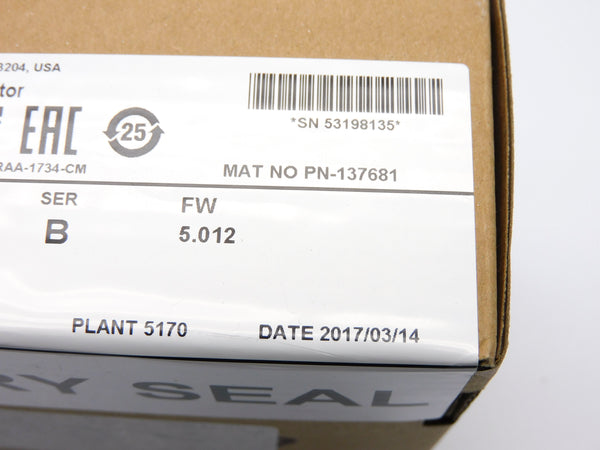 3204, USA
tor
EAC 25
*SN 53198135*
RAA-1734-CM
MAT NO PN-137681
SER FW
B 5.012
PLANT 5170 DATE 2017/03/14
RY SEAL